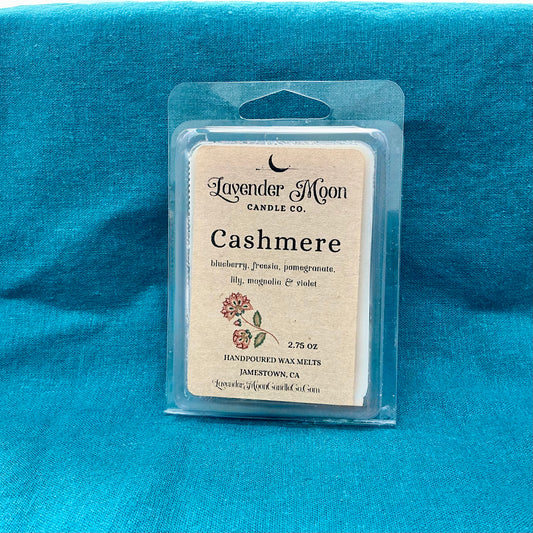 Lavender Moon
CANDLE CO.
Cashmere
blueberry, freesia, pomegranate,
lily, magnolia & violet
2.75 oz
HANDPOURED WAX MELTS
JAMESTOWN, CA
LavenderMoonCandleCo.Com